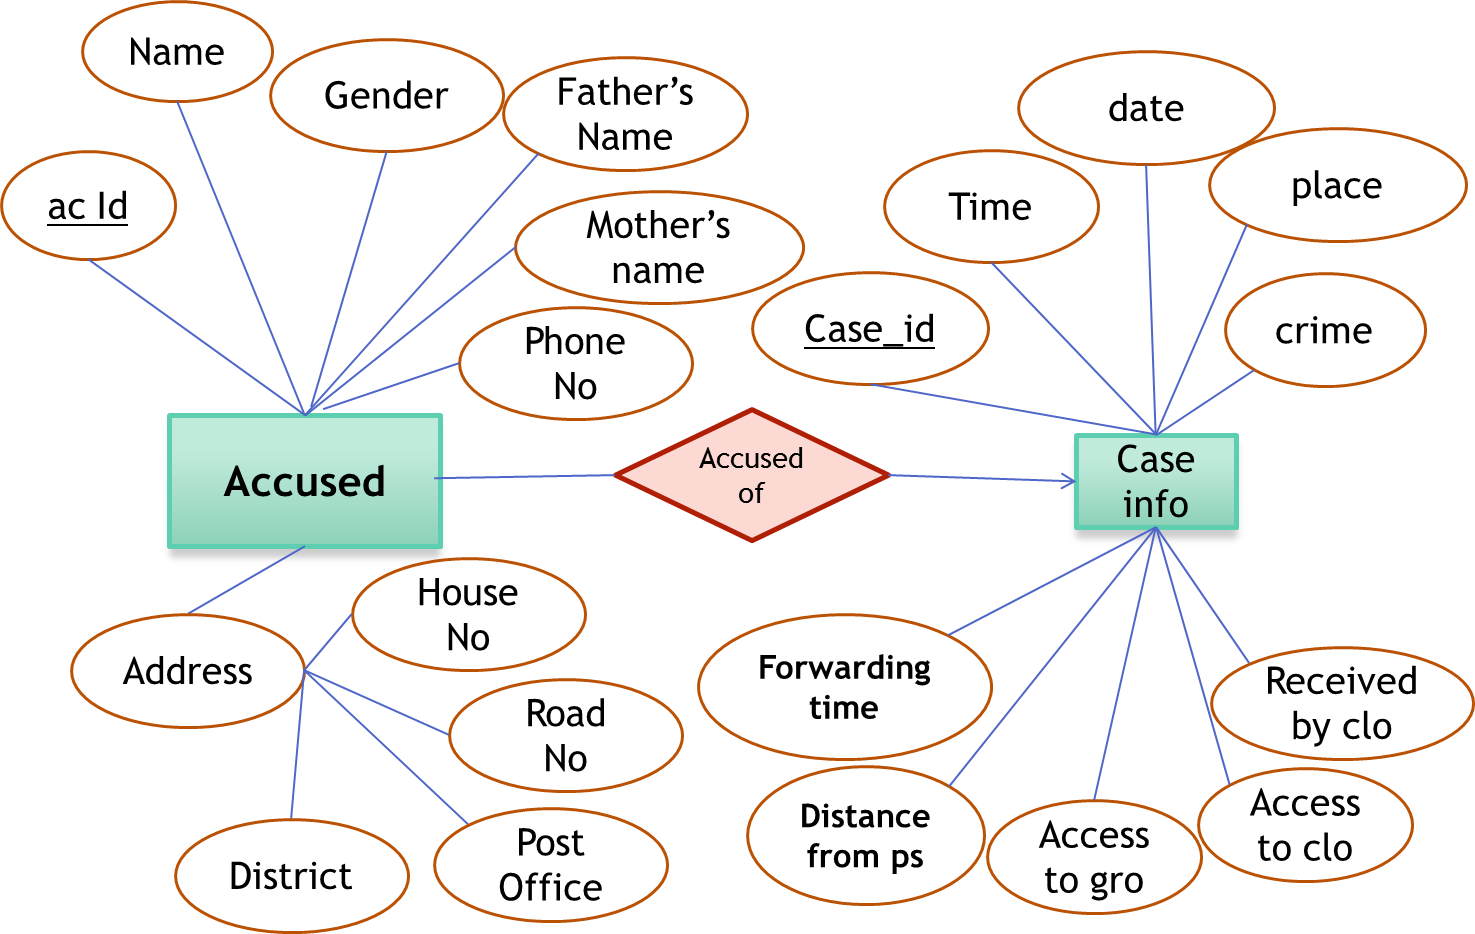 Name
Gender
Father’s
Name
ac Id
Mother’s
name
Phone
No
date
place
Time
Case_id
crime
Accused
Accused
of
Case
info
Address
House
No
Road
No
Post
Office
District
Forwarding
time
Distance
from ps
Access
to gro
Access
to clo
Received
by clo